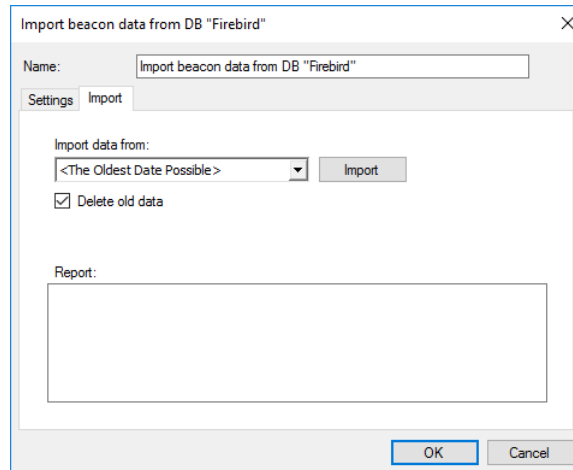 Import beacon data from DB "Firebird"
Name: Import beacon data from DB "Firebird"
Settings Import
Import data from:
<The Oldest Date Possible> Import
Delete old data
Report:
OK Cancel